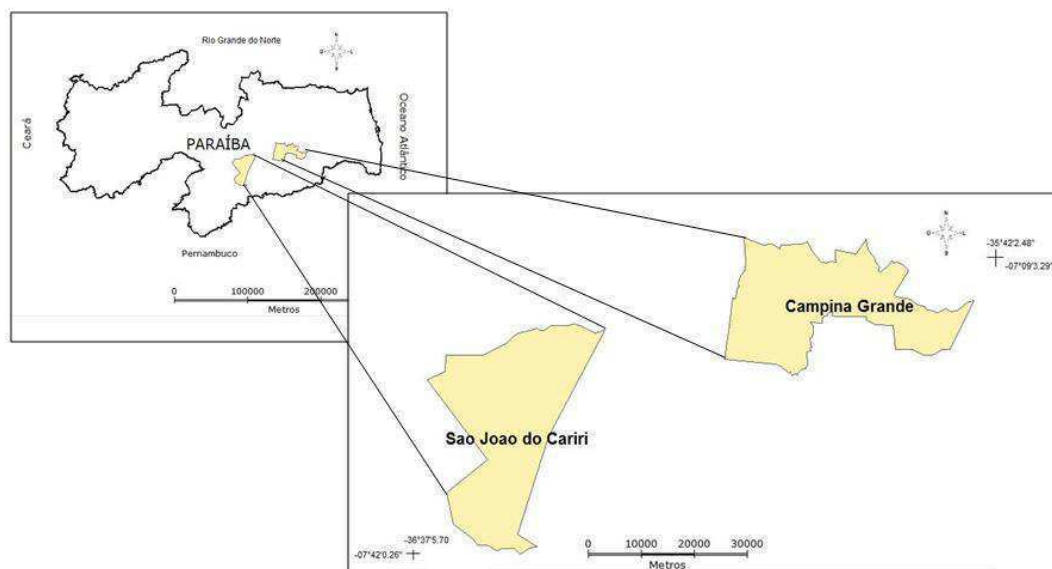 Rio Grande do Norte
N
O L
S
Ceará
Oceano Atlântico
PARAÍBA
Pernambuco
0 100000 200000
Metros
N
O L
S
-35°42'2.48"
-07°09'3.29"
Campina Grande
Sao Joao do Cariri
-36°37'5.70
-07°42'0.26"
0 10000 20000 30000
Metros